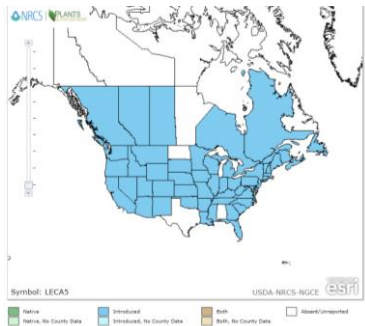 NRCS PLANTS
Symbol: LECA5
USDA-NRCS-NGCE
esri
Native
Introduced
Both
Absent/Unreported
Native, No County Data
Introduced, No County Data
Both, No County Data